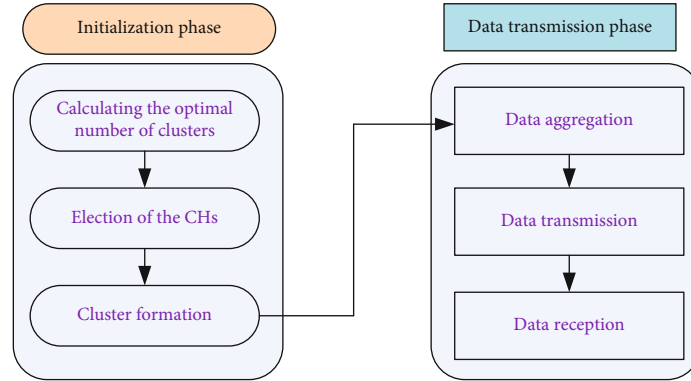 Initialization phase
Calculating the optimal
number of clusters
Election of the CHs
Cluster formation
Data transmission phase
Data aggregation
Data transmission
Data reception